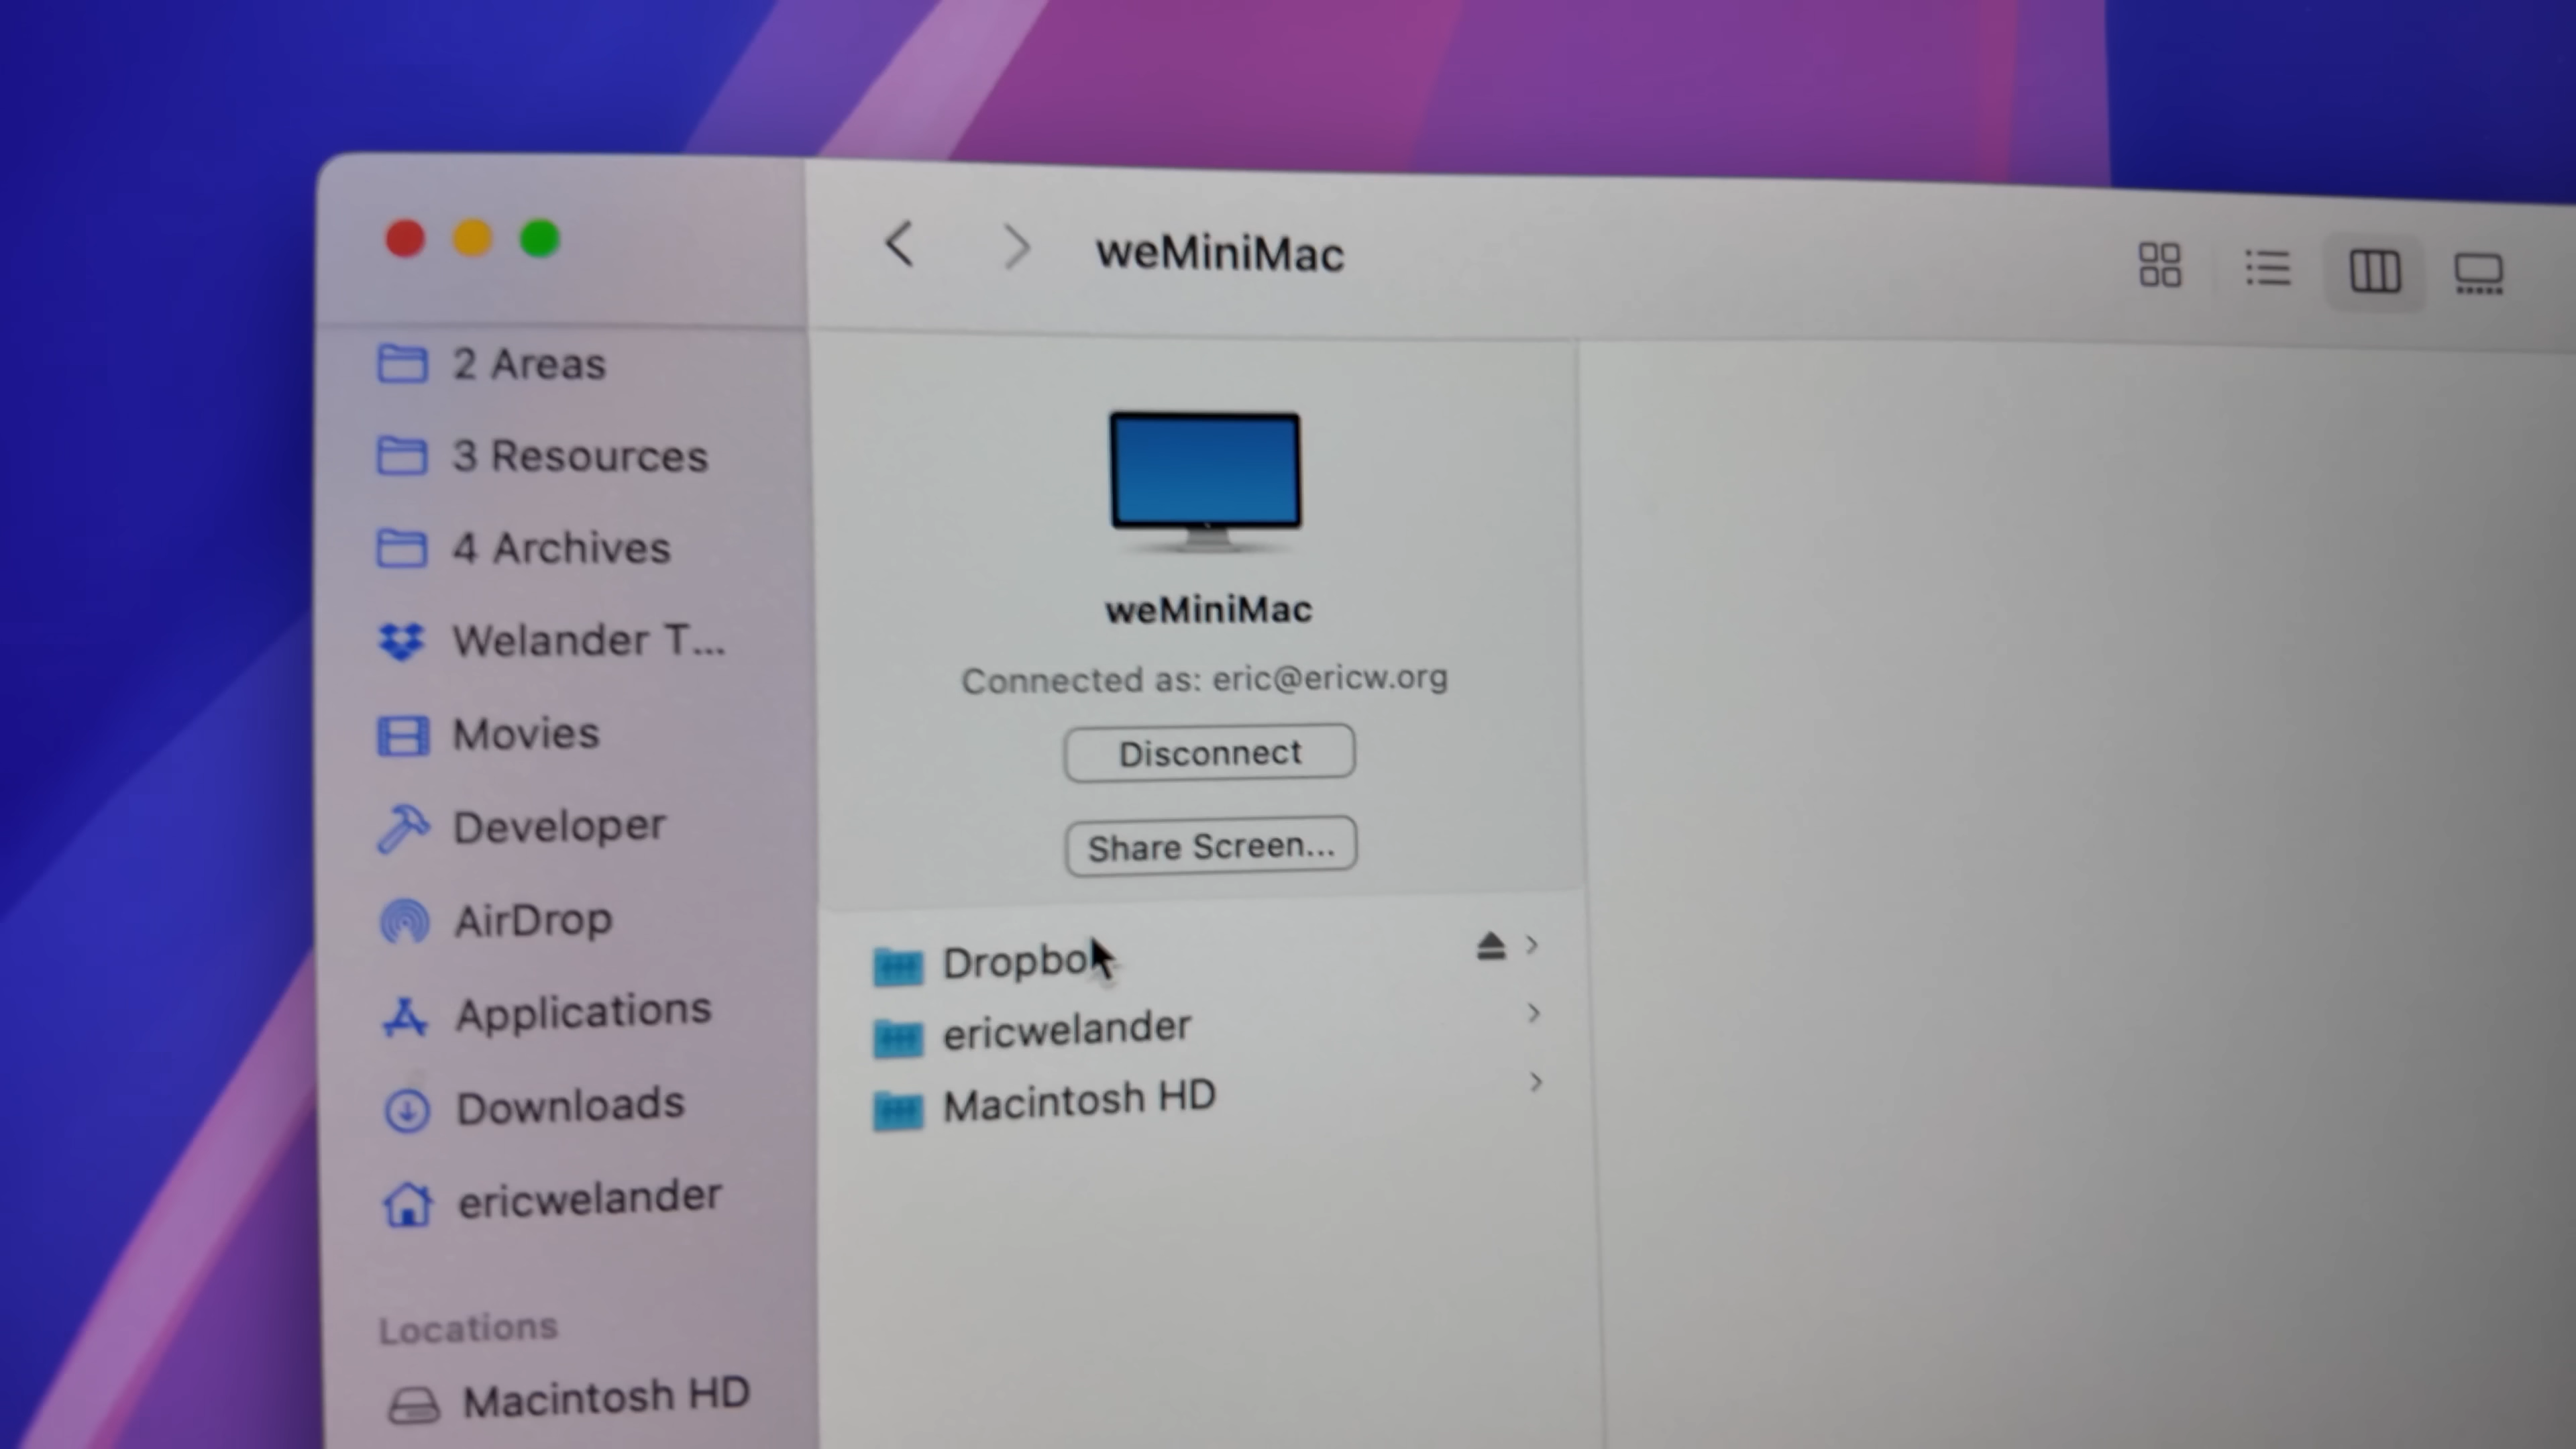 weMiniMac
2 Areas
3 Resources
4 Archives
Welander T...
Movies
Developer
AirDrop
Applications
Downloads
ericwelander
Locations
Macintosh HD
weMiniMac
Connected as: eric@ericw.org
Disconnect
Share Screen...
Dropbo
ericwelander
Macintosh HD